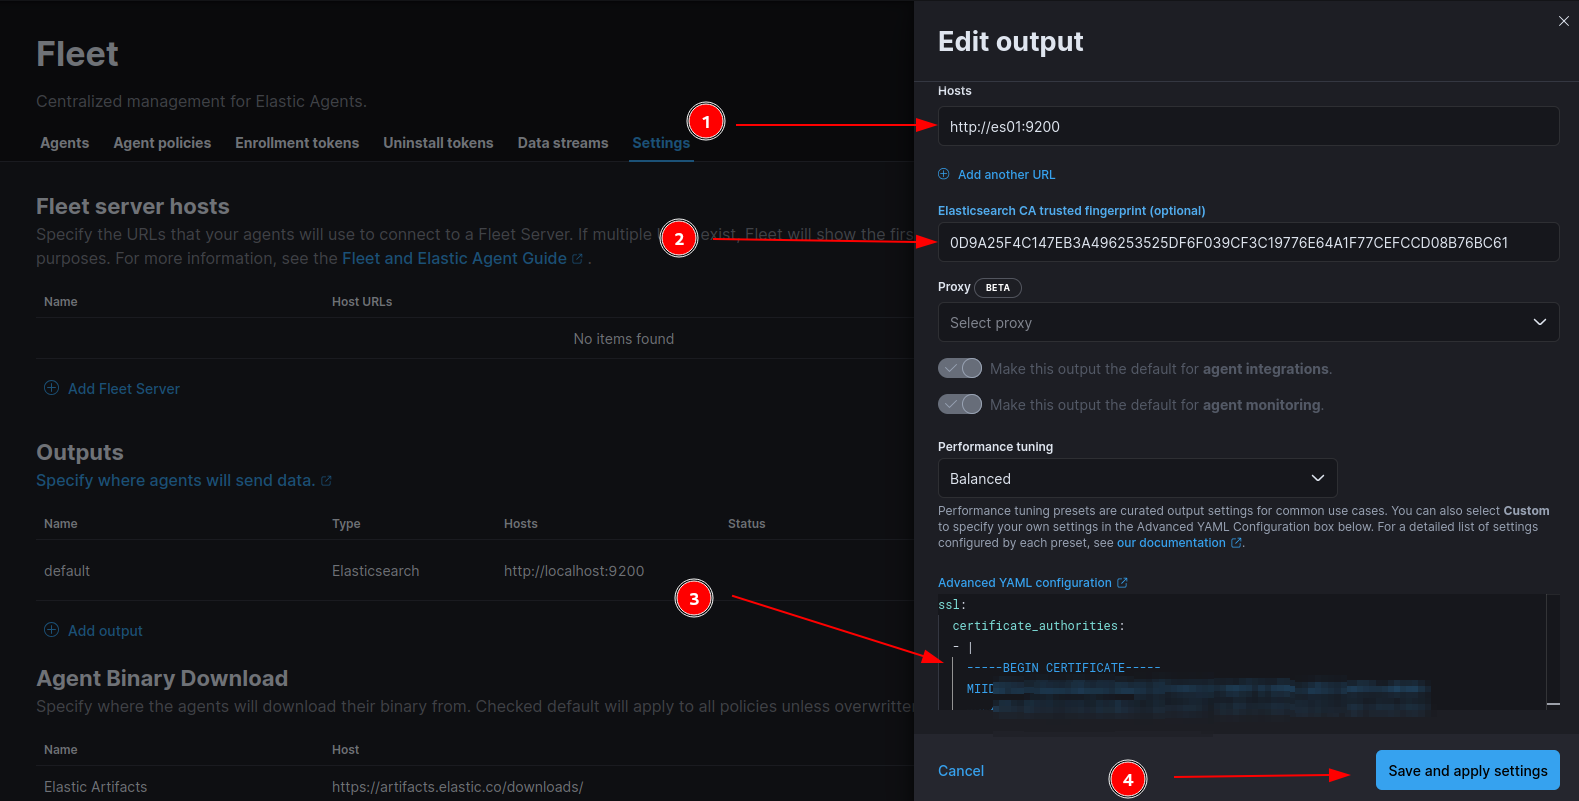 Fleet
Centralized management for Elastic Agents.
Agents Agent policies Enrollment tokens Uninstall tokens Data streams Settings
1
Fleet server hosts
Specify the URLs that your agents will use to connect to a Fleet Server. If multiple exist, Fleet will show the firs
2
purposes. For more information, see the Fleet and Elastic Agent Guide .
Name Host URLs
No items found
Add Fleet Server
Outputs
Specify where agents will send data.
Name Type Hosts Status
default Elasticsearch http://localhost:9200
3
Add output
Agent Binary Download
Specify where the agents will download their binary from. Checked default will apply to all policies unless overwritte
Name Host
Elastic Artifacts https://artifacts.elastic.co/downloads/
Edit output
Hosts
http://es01:9200
Add another URL
Elasticsearch CA trusted fingerprint (optional)
0D9A25F4C147EB3A496253525DF6F039CF3C19776E64A1F77CEFCCD08B76BC61
Proxy BETA
Select proxy
Make this output the default for agent integrations.
Make this output the default for agent monitoring.
Performance tuning
Balanced
Performance tuning presets are curated output settings for common use cases. You can also select Custom
to specify your own settings in the Advanced YAML Configuration box below. For a detailed list of settings
configured by each preset, see our documentation .
Advanced YAML configuration
ssl:
certificate_authorities:
- |
-----BEGIN CERTIFICATE-----
MIID
Cancel
4
Save and apply settings